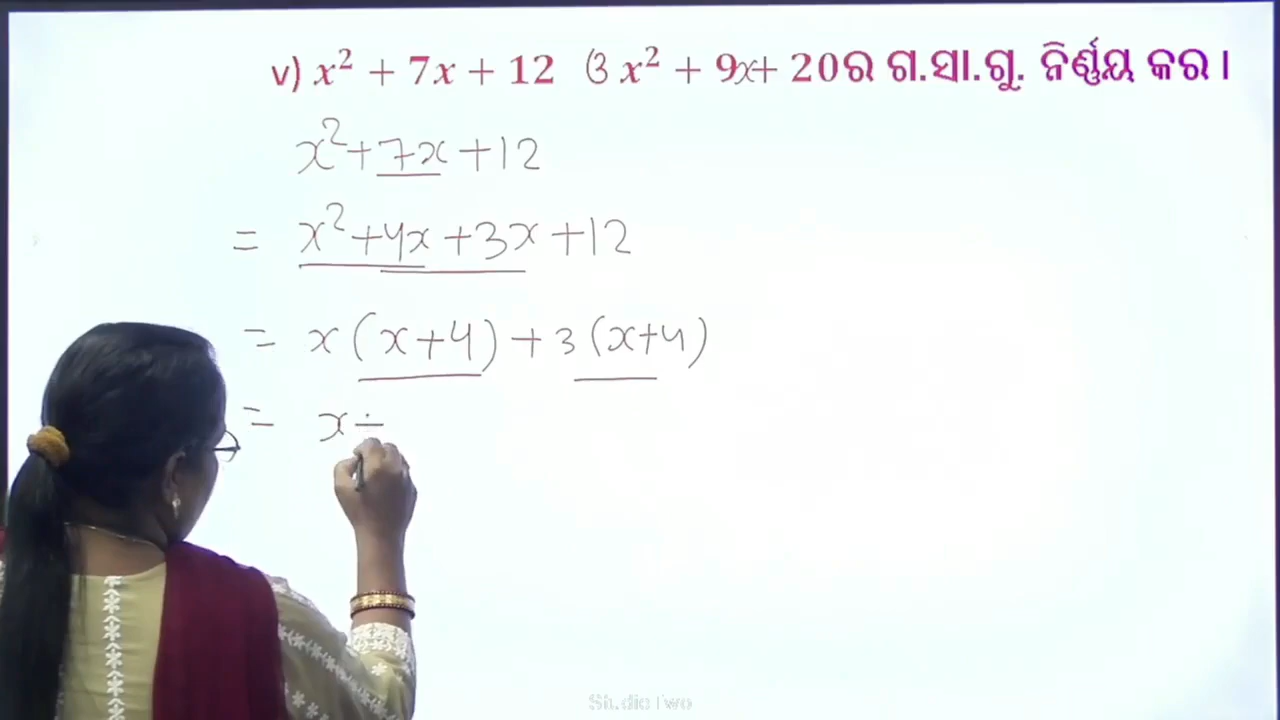 v) x² + 7x + 12 ଓ x² + 9x + 20ର ଗ.ସା.ଗୁ. ନିର୍ଣ୍ଣୟ କର ।
x² + 7x + 12
= x² + 4x + 3x + 12
= x (x+4) + 3 (x+4)
= x +